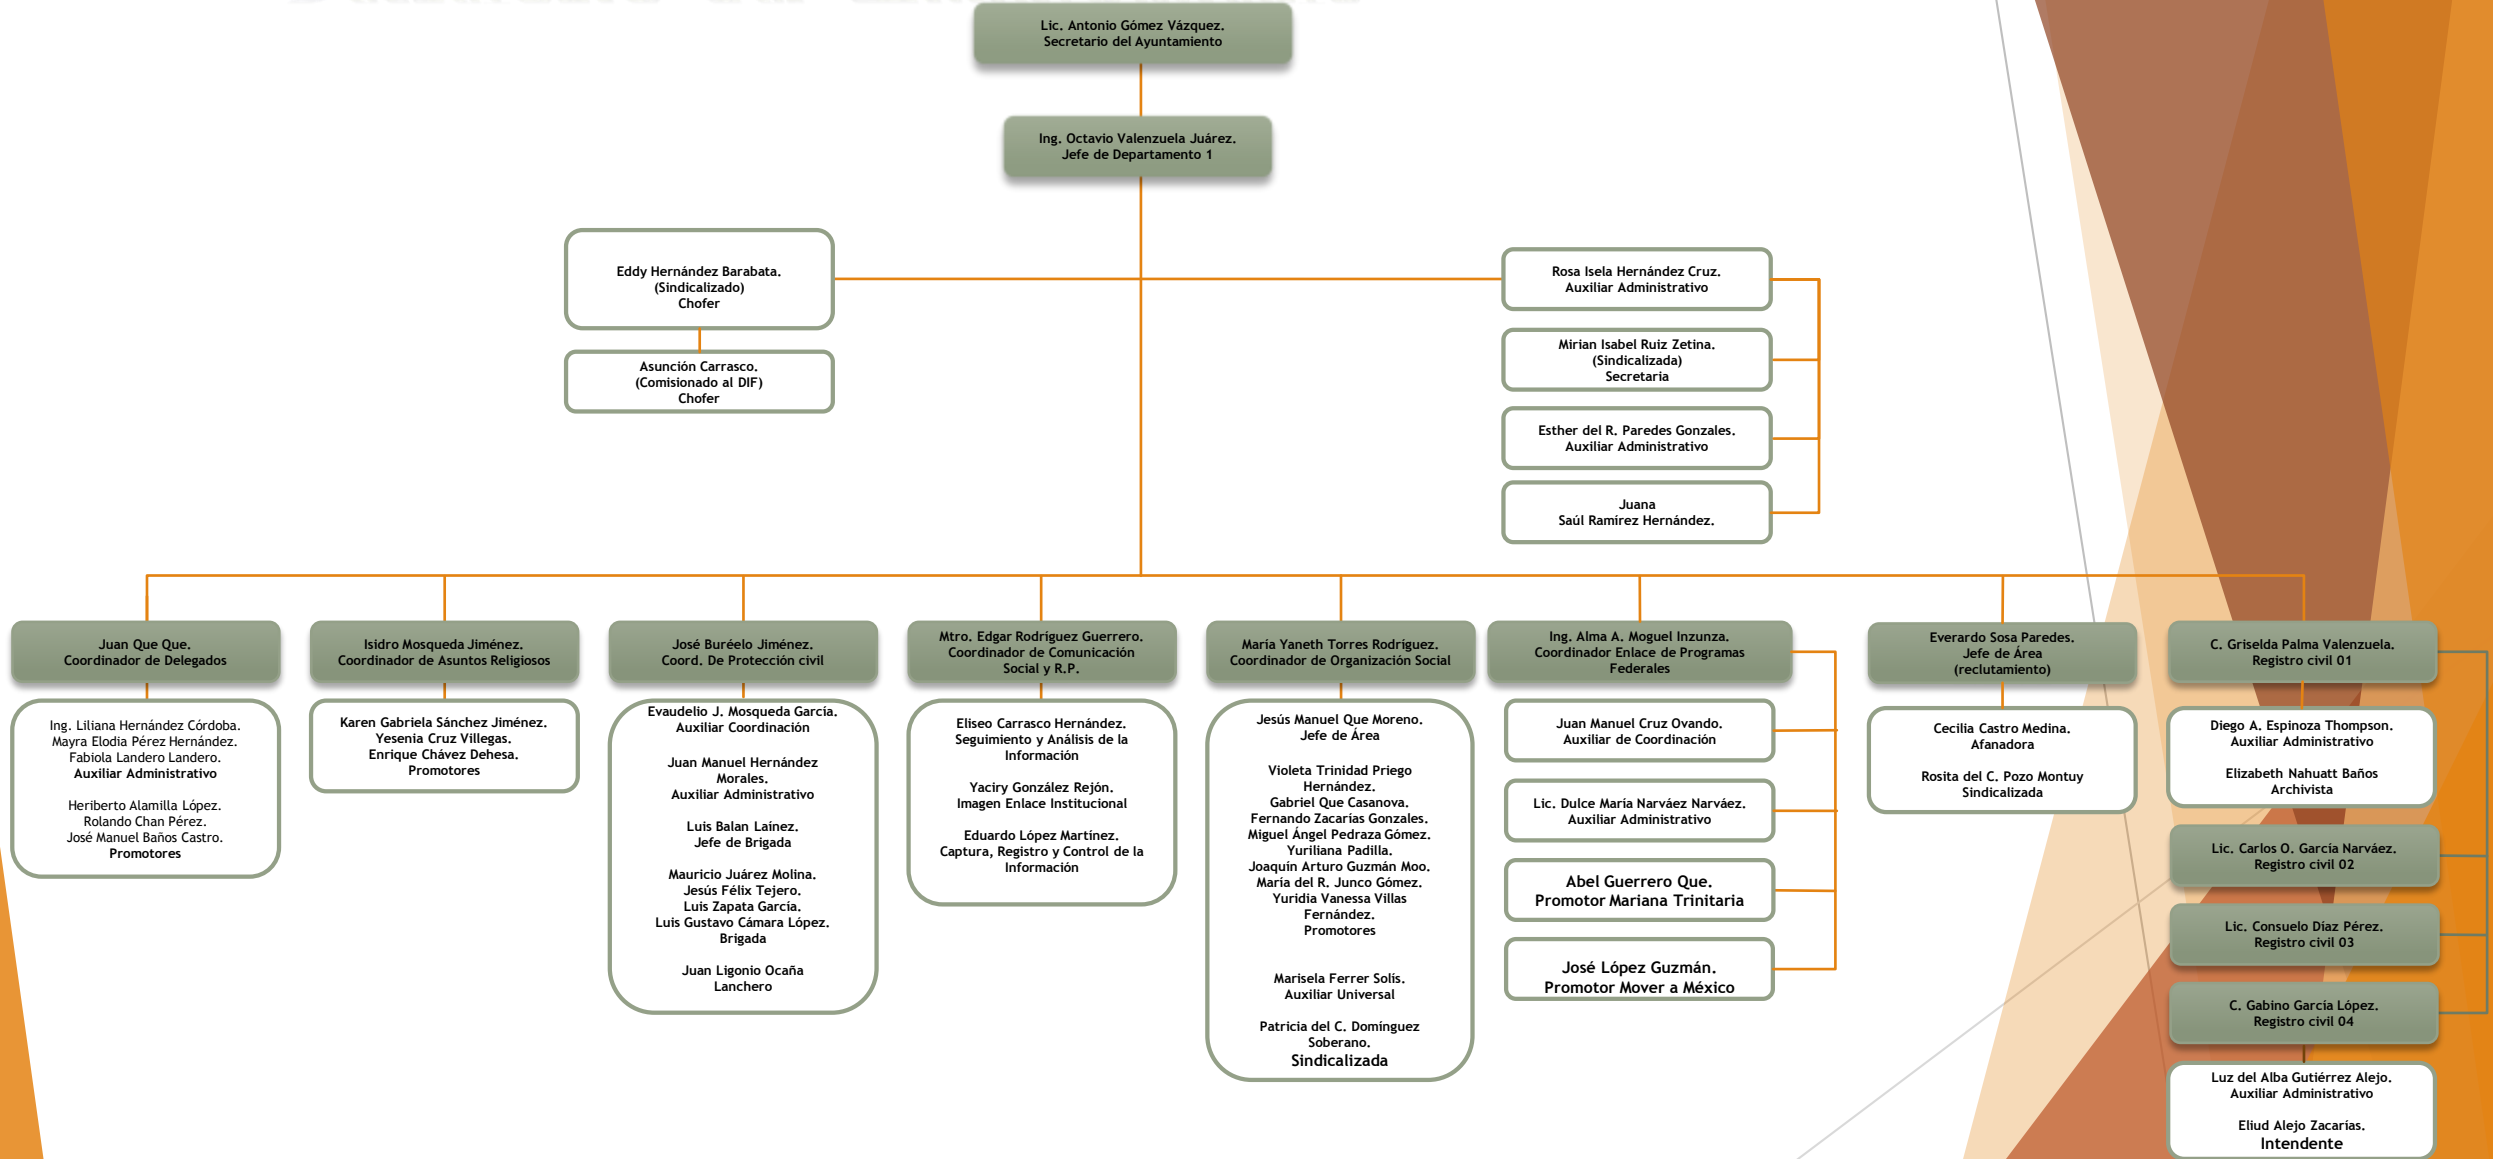 Lic. Antonio Gómez Vázquez.
Secretario del Ayuntamiento
Ing. Octavio Valenzuela Juárez.
Jefe de Departamento 1
Eddy Hernández Barabata.
(Sindicalizado)
Chofer
Asunción Carrasco.
(Comisionado al DIF)
Chofer
Rosa Isela Hernández Cruz.
Auxiliar Administrativo
Mirian Isabel Ruiz Zetina.
(Sindicalizada)
Secretaria
Esther del R. Paredes Gonzales.
Auxiliar Administrativo
Juana
Saúl Ramírez Hernández.
Juan Que Que.
Coordinador de Delegados
Ing. Liliana Hernández Córdoba.
Mayra Elodia Pérez Hernández.
Fabiola Landero Landero.
Auxiliar Administrativo
Heriberto Alamilla López.
Rolando Chan Pérez.
José Manuel Baños Castro.
Promotores
Isidro Mosqueda Jiménez.
Coordinador de Asuntos Religiosos
Karen Gabriela Sánchez Jiménez.
Yesenia Cruz Villegas.
Enrique Chávez Dehesa.
Promotores
José Buréelo Jiménez.
Coord. De Protección civil
Evaudelio J. Mosqueda García.
Auxiliar Coordinación
Juan Manuel Hernández
Morales.
Auxiliar Administrativo
Luis Balan Laínez.
Jefe de Brigada
Mauricio Juárez Molina.
Jesús Félix Tejero.
Luis Zapata García.
Luis Gustavo Cámara López.
Brigada
Juan Ligonio Ocaña
Lanchero
Mtro. Edgar Rodríguez Guerrero.
Coordinador de Comunicación
Social y R.P.
Eliseo Carrasco Hernández.
Seguimiento y Análisis de la
Información
Yaciry González Rejón.
Imagen Enlace Institucional
Eduardo López Martínez.
Captura, Registro y Control de la
Información
María Yaneth Torres Rodríguez.
Coordinador de Organización Social
Jesús Manuel Que Moreno.
Jefe de Área
Violeta Trinidad Priego
Hernández.
Gabriel Que Casanova.
Fernando Zacarías Gonzales.
Miguel Ángel Pedraza Gómez.
Yuriliana Padilla.
Joaquín Arturo Guzmán Moo.
María del R. Junco Gómez.
Yuridia Vanessa Villas
Fernández.
Promotores
Marisela Ferrer Solís.
Auxiliar Universal
Patricia del C. Domínguez
Soberano.
Sindicalizada
Ing. Alma A. Moguel Inzunza.
Coordinador Enlace de Programas
Federales
Juan Manuel Cruz Ovando.
Auxiliar de Coordinación
Lic. Dulce María Narváez Narváez.
Auxiliar Administrativo
Abel Guerrero Que.
Promotor Mariana Trinitaria
José López Guzmán.
Promotor Mover a México
Everardo Sosa Paredes.
Jefe de Área
(reclutamiento)
Cecilia Castro Medina.
Afanadora
Rosita del C. Pozo Montuy
Sindicalizada
C. Griselda Palma Valenzuela.
Registro civil 01
Diego A. Espinoza Thompson.
Auxiliar Administrativo
Elizabeth Nahuatt Baños
Archivista
Lic. Carlos O. García Narváez.
Registro civil 02
Lic. Consuelo Díaz Pérez.
Registro civil 03
C. Gabino García López.
Registro civil 04
Luz del Alba Gutiérrez Alejo.
Auxiliar Administrativo
Eliud Alejo Zacarías.
Intendente